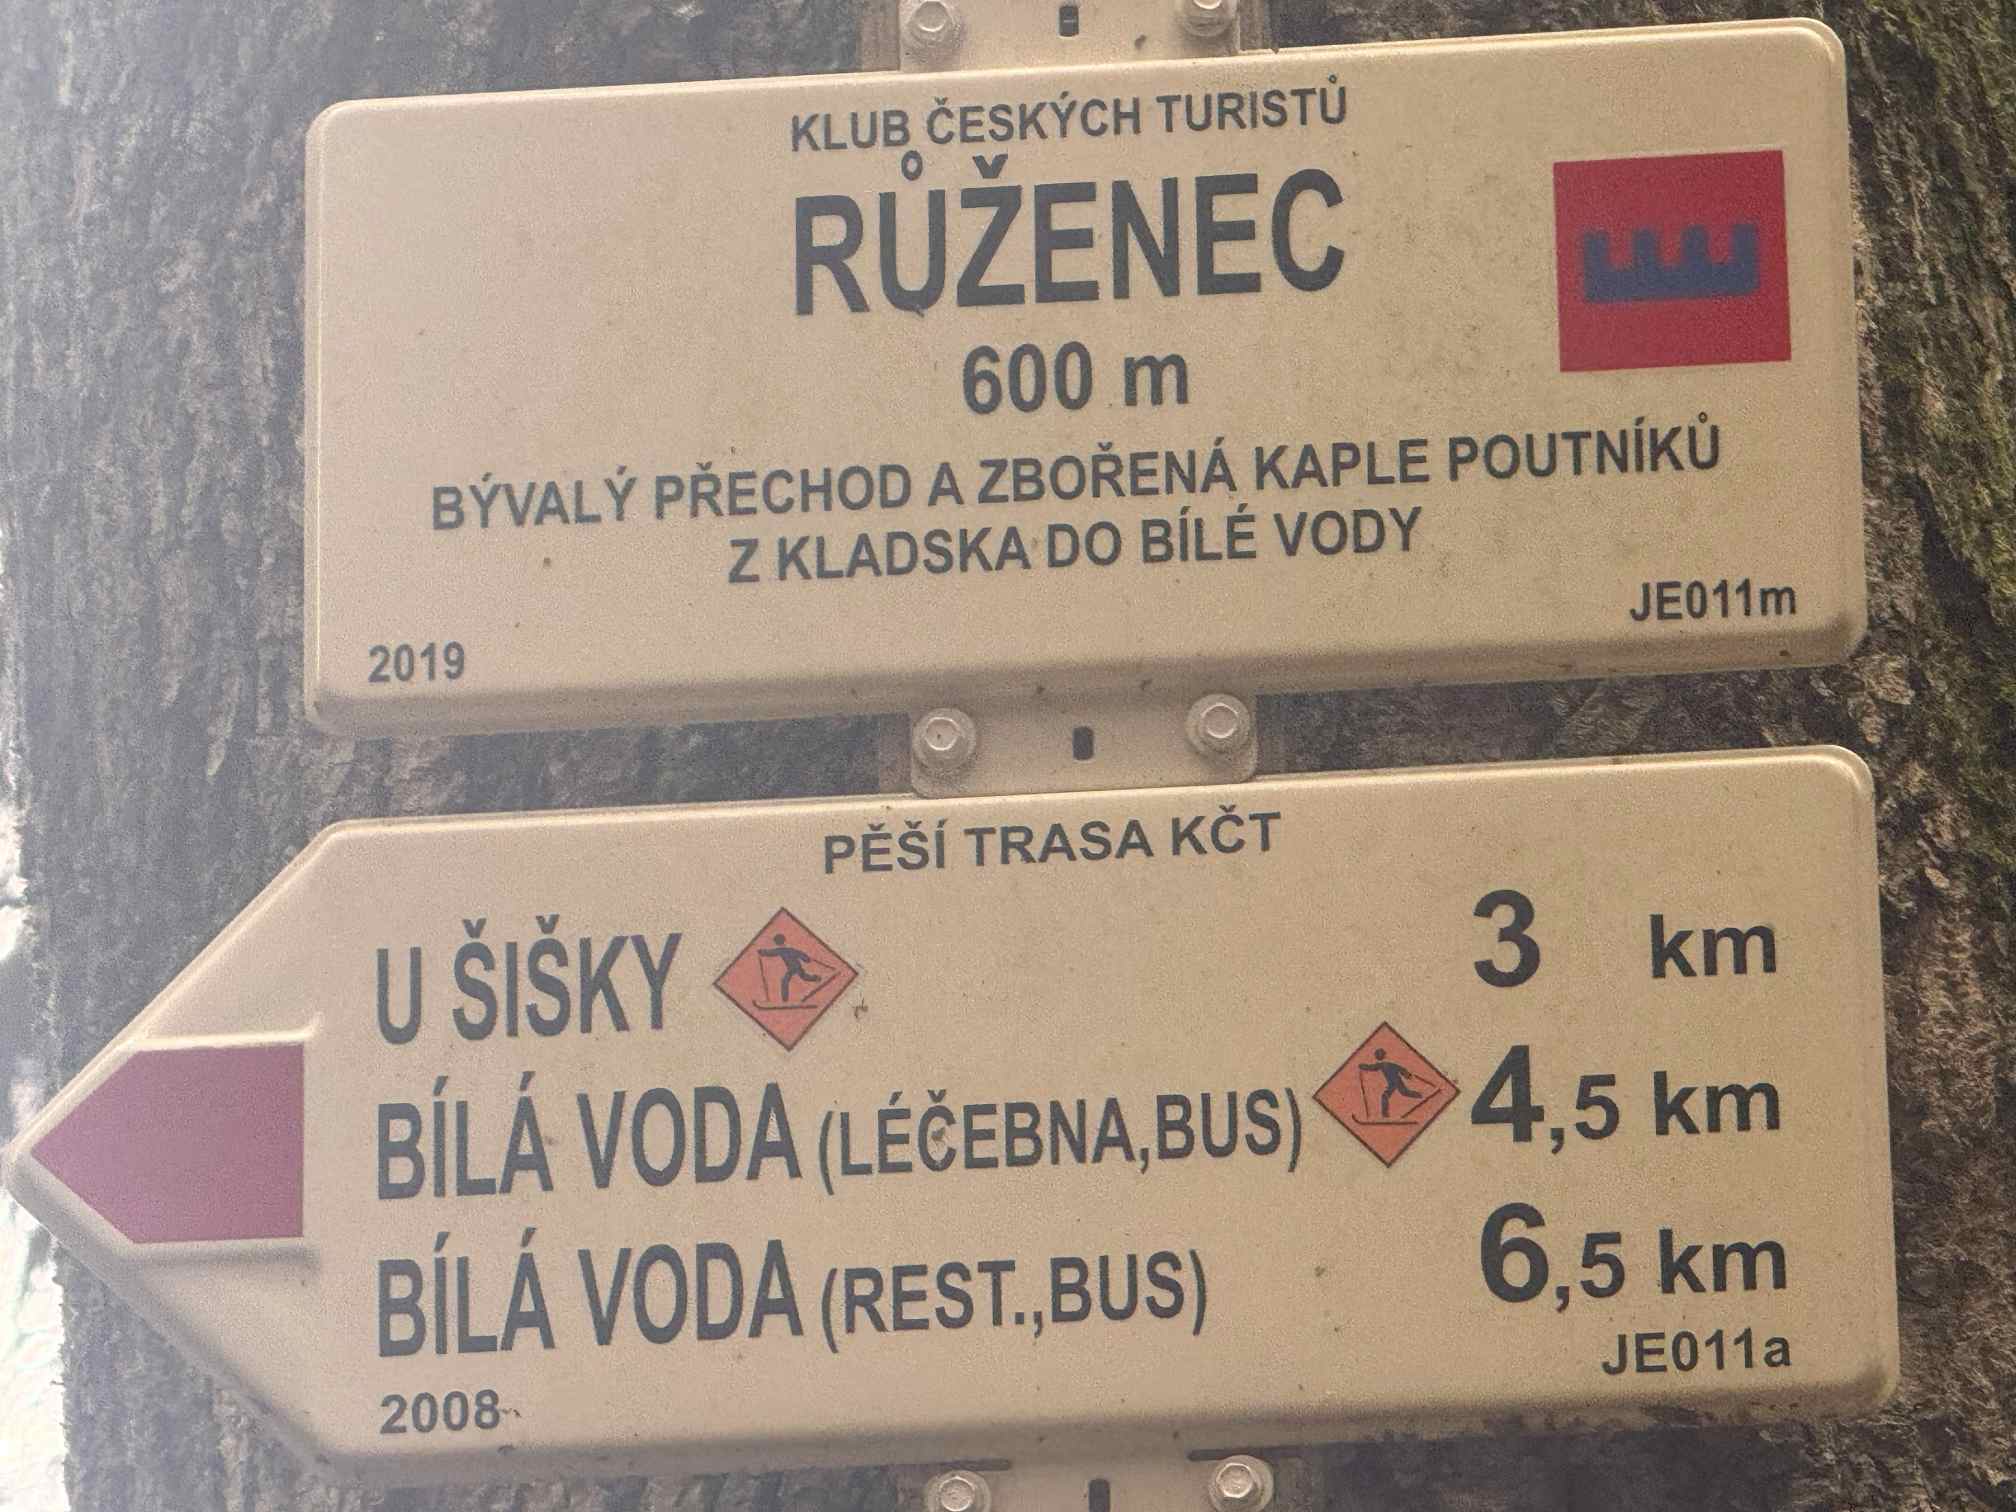 KLUB ČESKÝCH TURISTŮ
RŮŽENEC
600 m
BÝVALÝ PŘECHOD A ZBOŘENÁ KAPLE POUTNÍKŮ
Z KLADSKA DO BÍLÉ VODY
JE011m
2019
PĚŠÍ TRASA KČT
U ŠIŠKY 3 km
BÍLÁ VODA (LÉČEBNA,BUS) 4,5 km
BÍLÁ VODA (REST.,BUS) 6,5 km
JE011a
2008